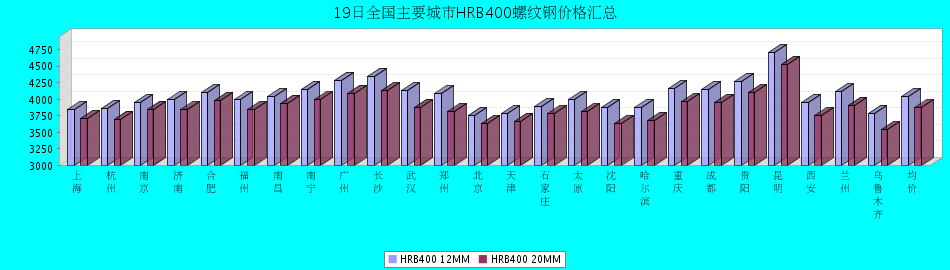 19日全国主要城市HRB400螺纹钢价格汇总
4750
4500
4250
4000
3750
3500
3250
3000
上海
杭州
南京
济南
合肥
福州
南昌
南宁
广州
长沙
武汉
郑州
北京
天津
石家庄
太原
沈阳
哈尔滨
重庆
成都
贵阳
昆明
西安
兰州
乌鲁木齐
均价
HRB400 12MM
HRB400 20MM